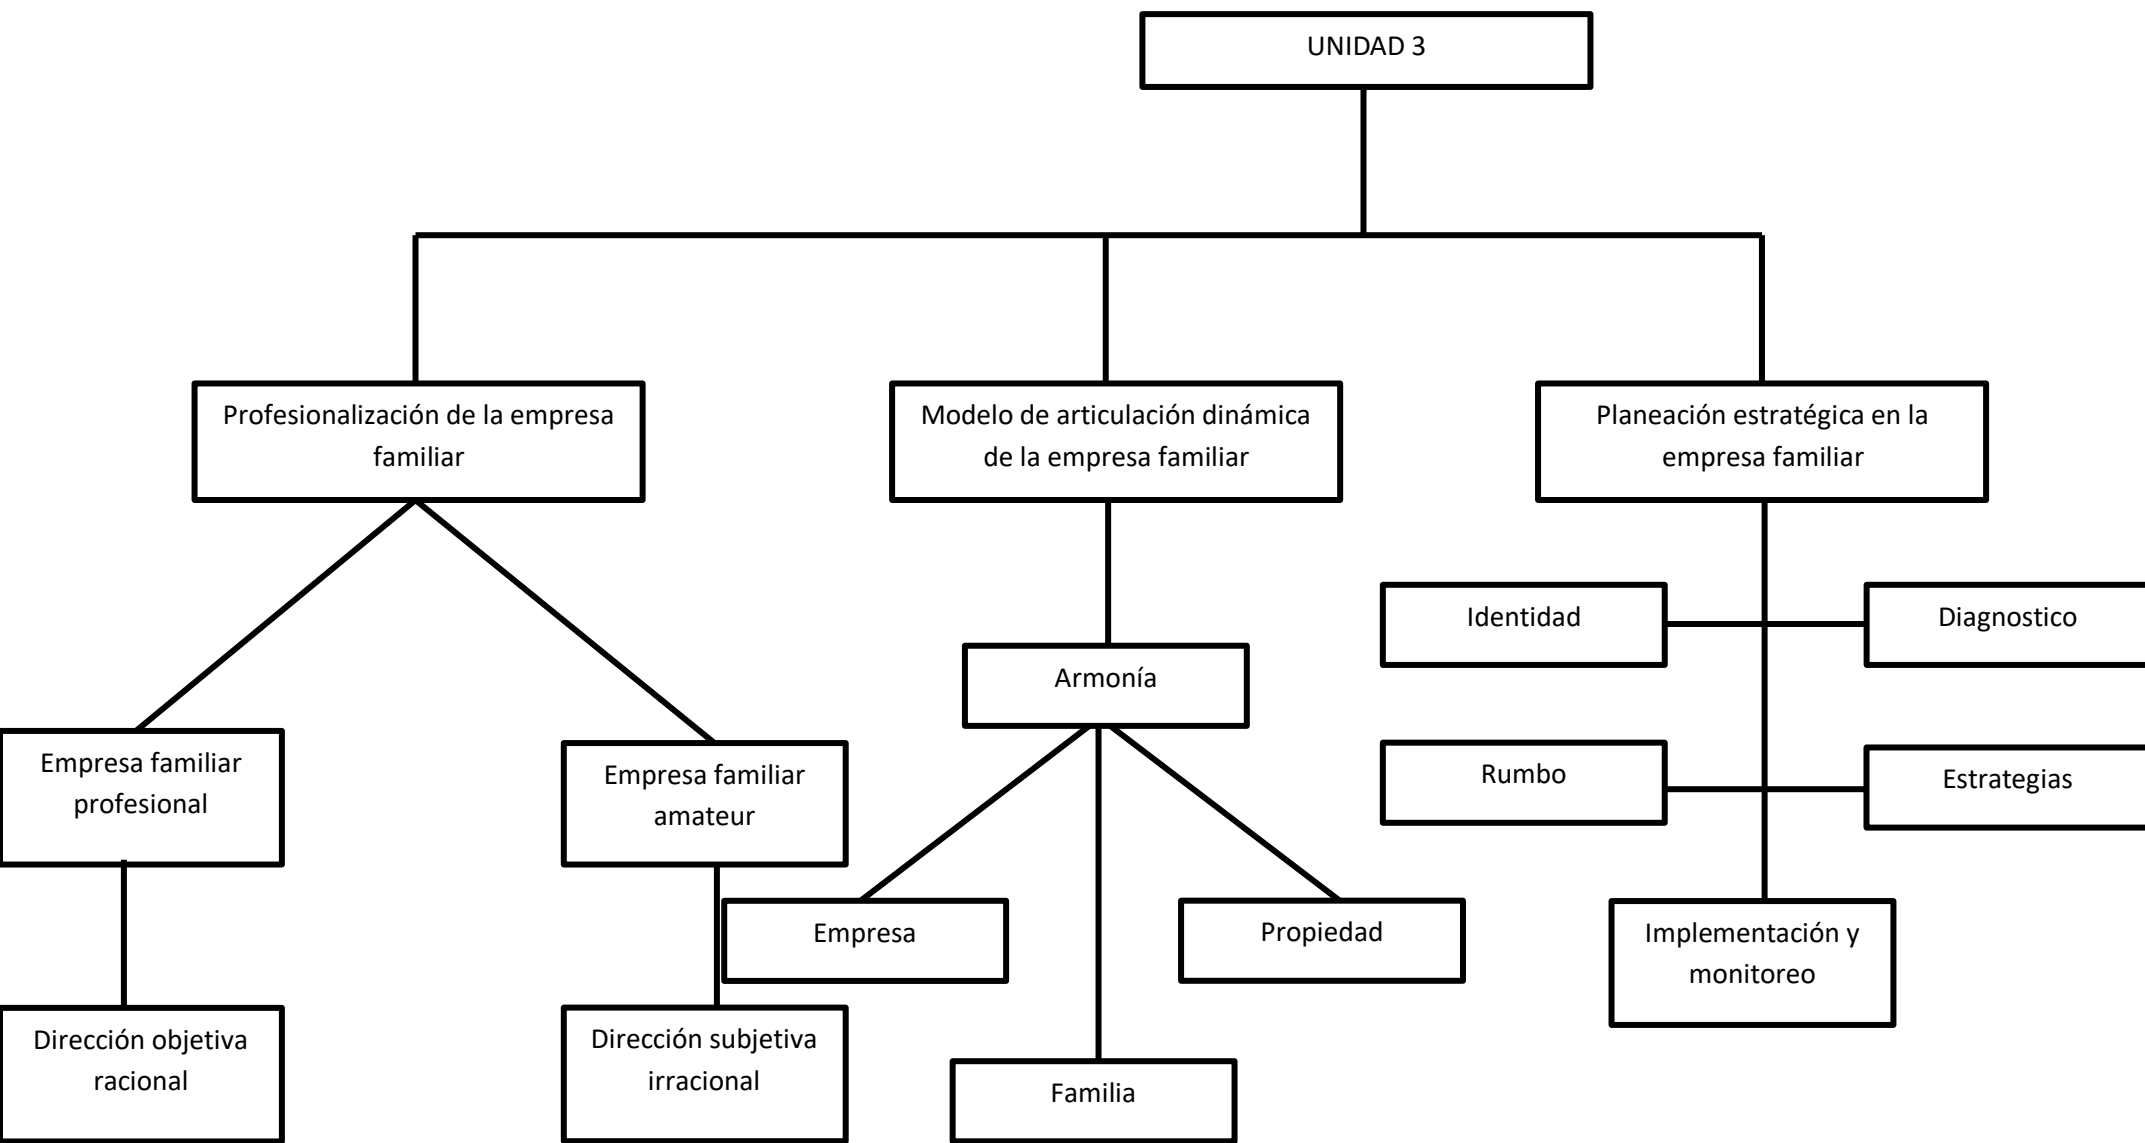 UNIDAD 3
Profesionalización de la empresa
familiar
Modelo de articulación dinámica
de la empresa familiar
Planeación estratégica en la
empresa familiar
Identidad
Diagnostico
Armonía
Empresa familiar
profesional
Empresa familiar
amateur
Rumbo
Estrategias
Empresa
Propiedad
Implementación y
monitoreo
Dirección objetiva
racional
Dirección subjetiva
irracional
Familia